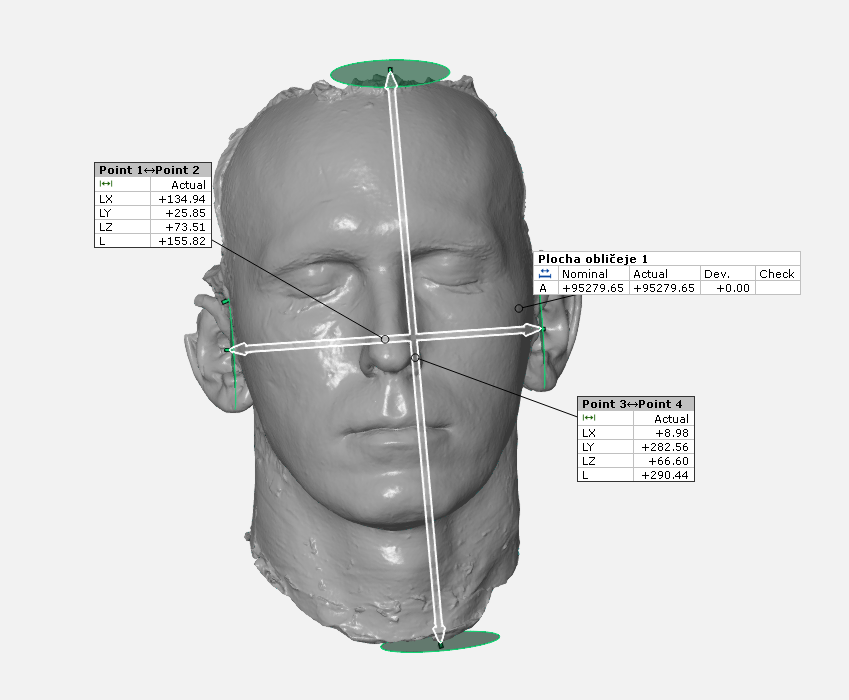 Point 1↔Point 2
Actual
LX +134.94
LY +25.85
LZ +73.51
L +155.82
Plocha obličeje 1
Nominal Actual Dev. Check
A +95279.65 +95279.65 +0.00
Point 3↔Point 4
Actual
LX +8.98
LY +282.56
LZ +66.60
L +290.44